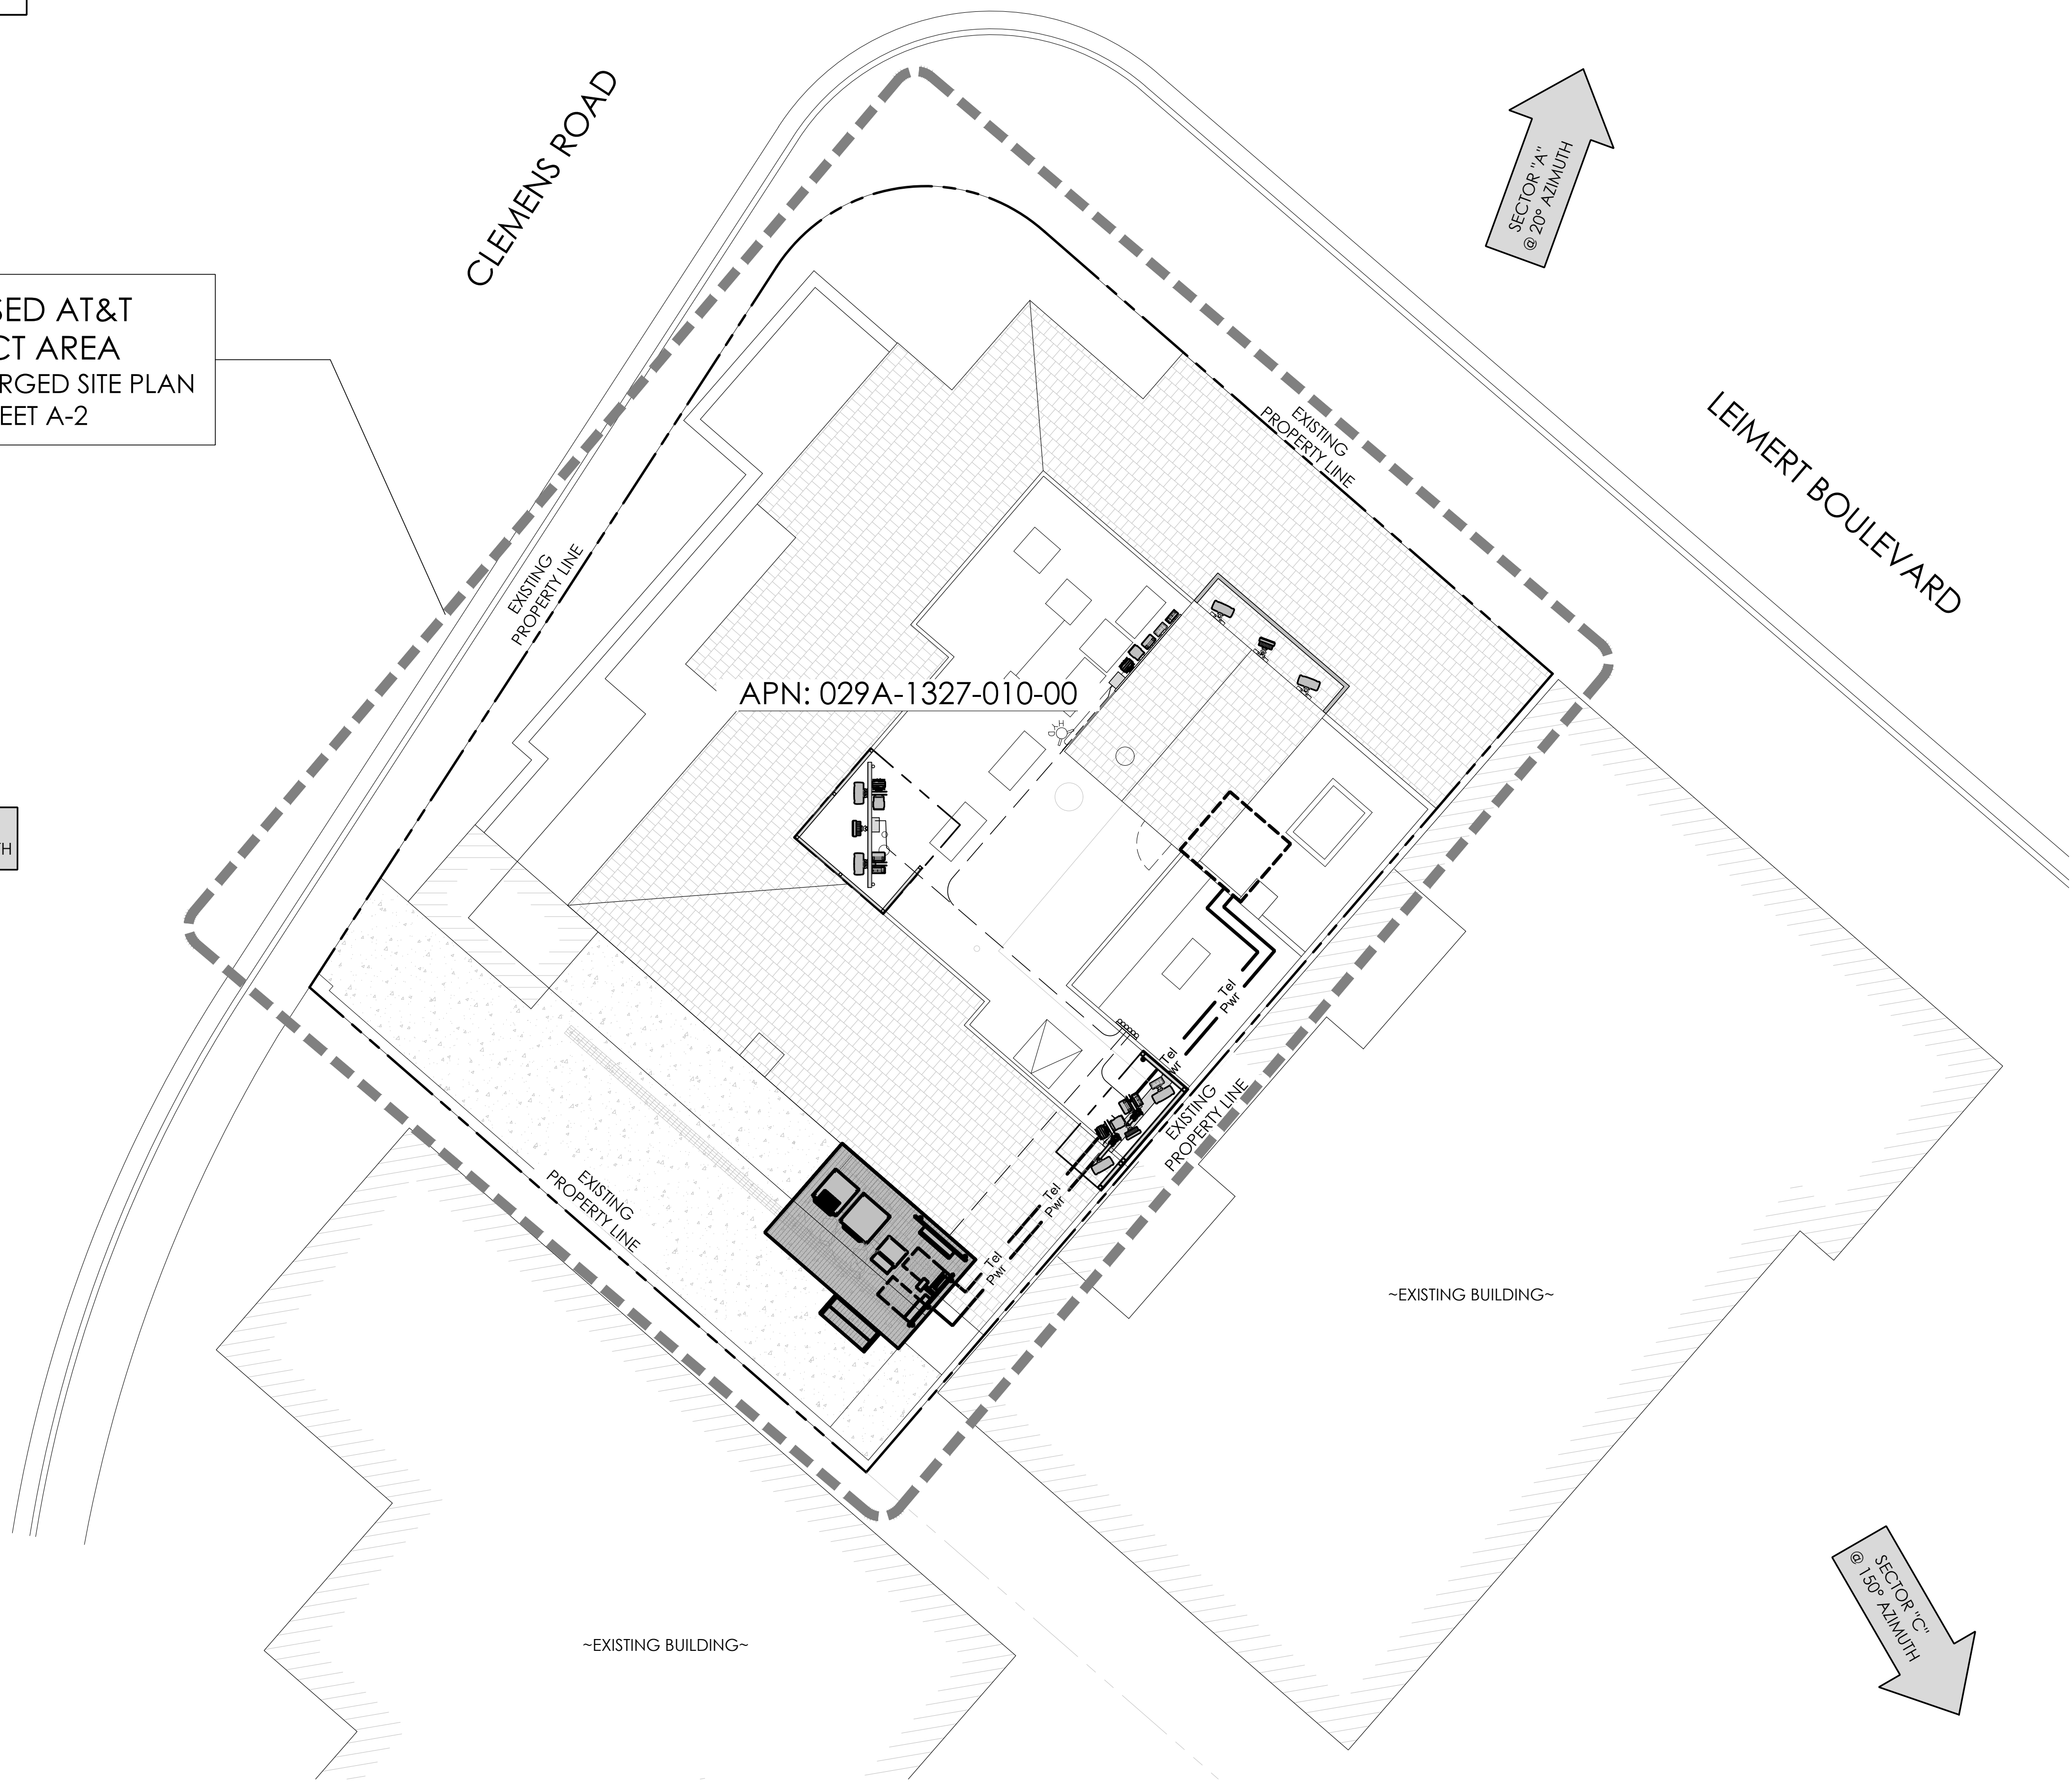 CLEMENS ROAD
SECTOR "A"
@ 20° AZIMUTH
SED AT&T
CT AREA
RGED SITE PLAN
EET A-2
LEIMERT BOULEVARD
EXISTING
PROPERTY LINE
EXISTING
PROPERTY LINE
APN: 029A-1327-010-00
TH
Tel
Pwr
Tel
wr
EXISTING
PROPERTY LINE
Tel
Pwr
EXISTING
PROPERTY LINE
Tel
Pwr
~EXISTING BUILDING~
SECTOR "C"
@ 150° AZIMUTH
~EXISTING BUILDING~